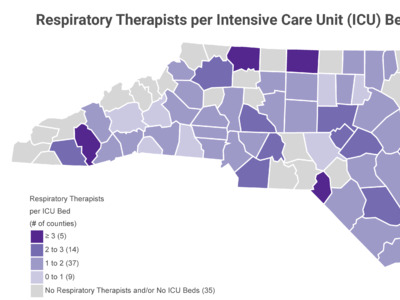 Respiratory Therapists per Intensive Care Unit (ICU) Be
Respiratory Therapists
per ICU Bed
(# of counties)
≥ 3 (5)
2 to 3 (14)
1 to 2 (37)
0 to 1 (9)
No Respiratory Therapists and/or No ICU Beds (35)